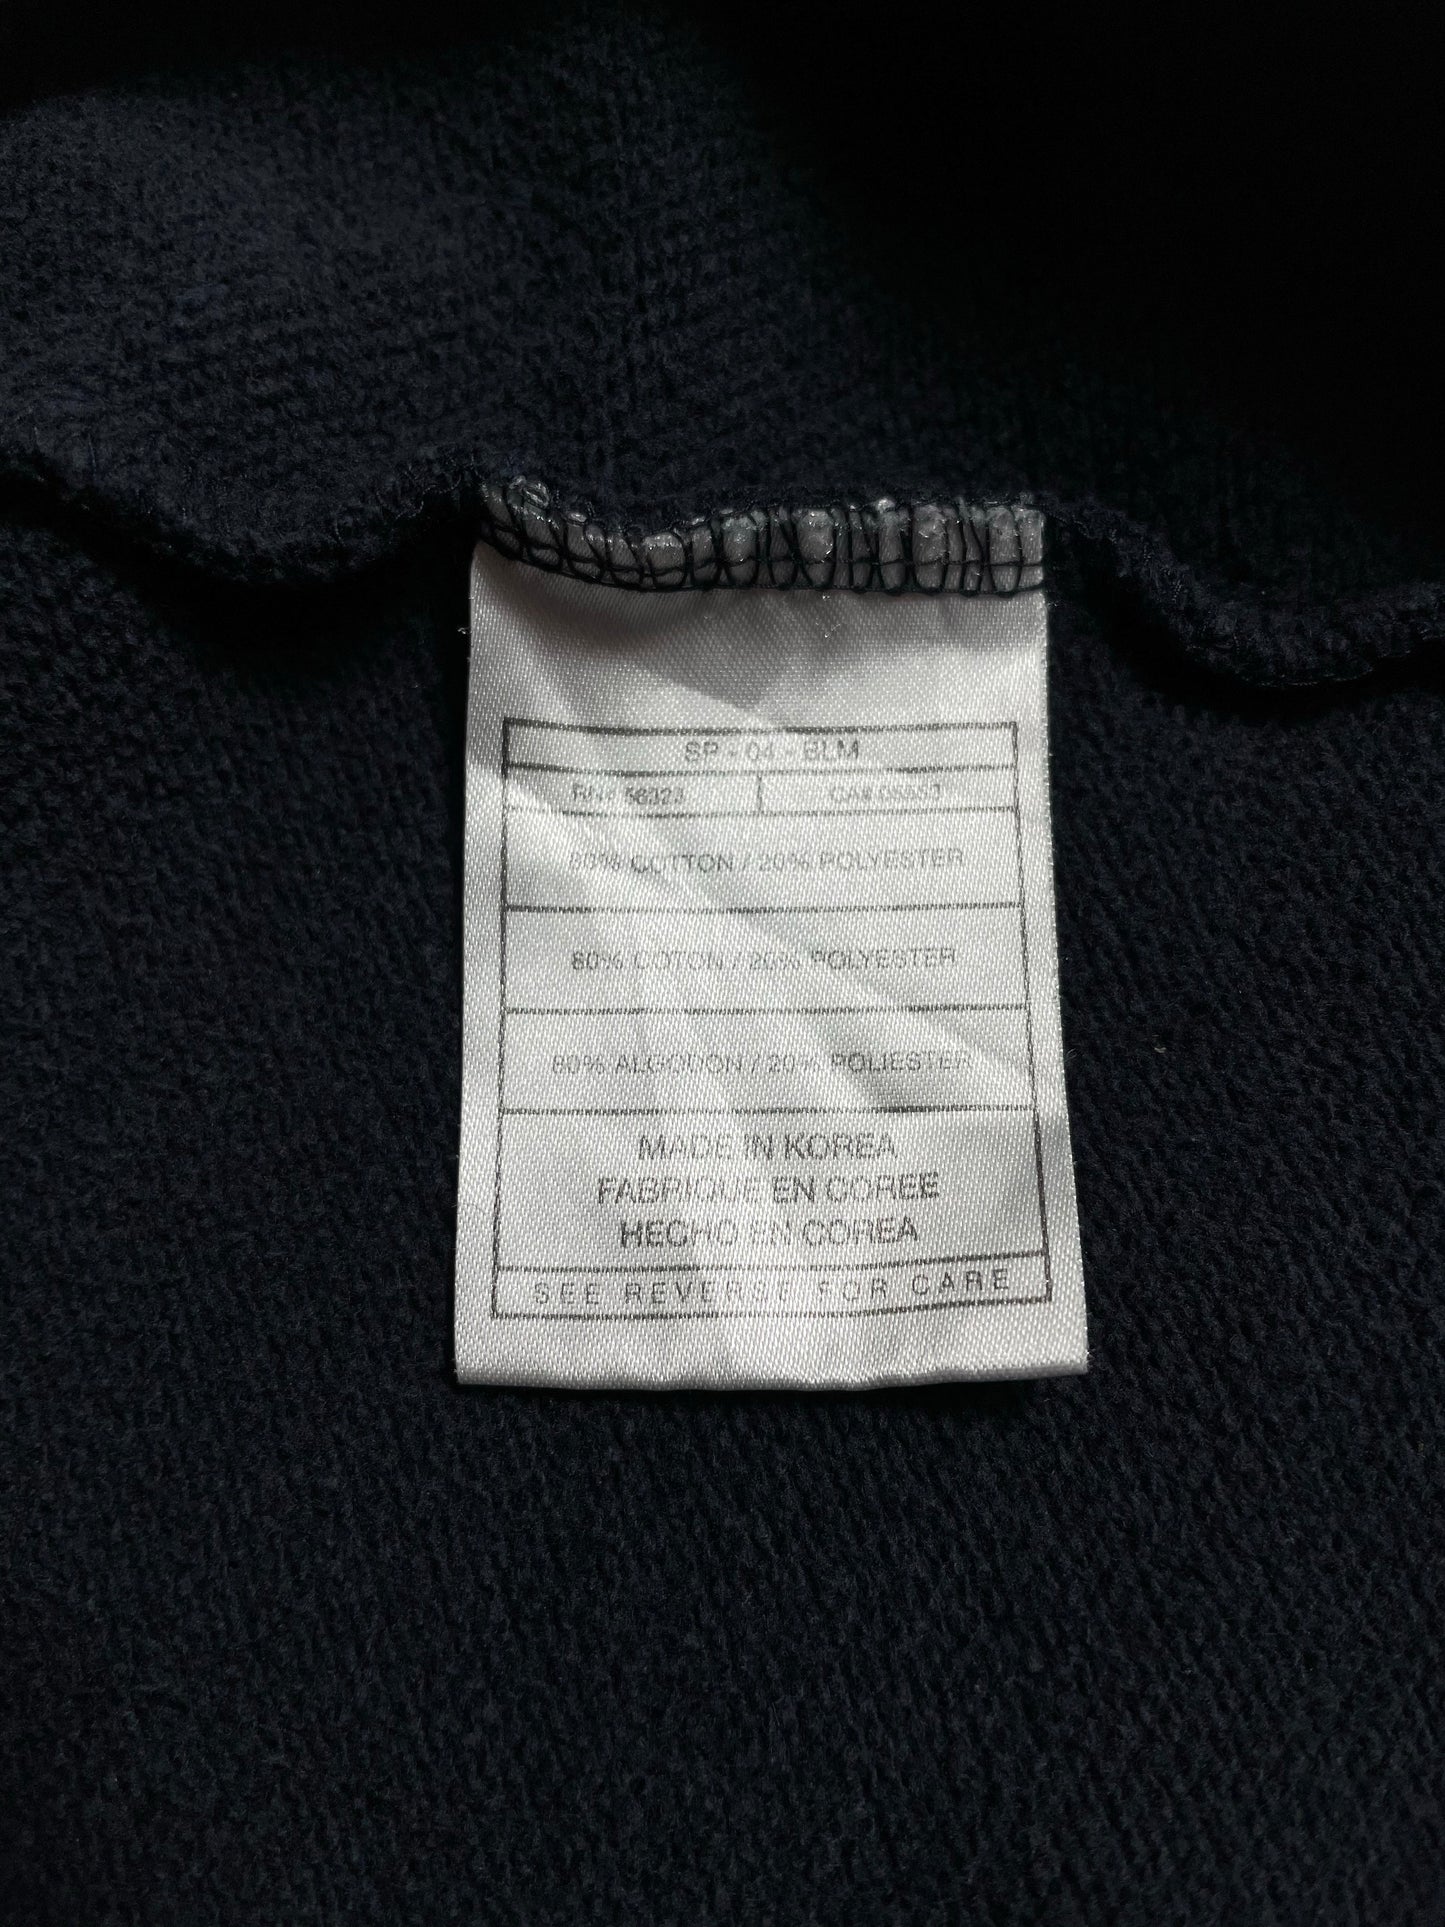 SP - 04 - BLM
RN# 56323 CA# 05557
80% COTTON / 20% POLYESTER
80% COTON / 20% POLYESTER
80% ALGODON / 20% POLIESTER
MADE IN KOREA
FABRIQUE EN COREE
HECHO EN COREA
SEE REVERSE FOR CARE